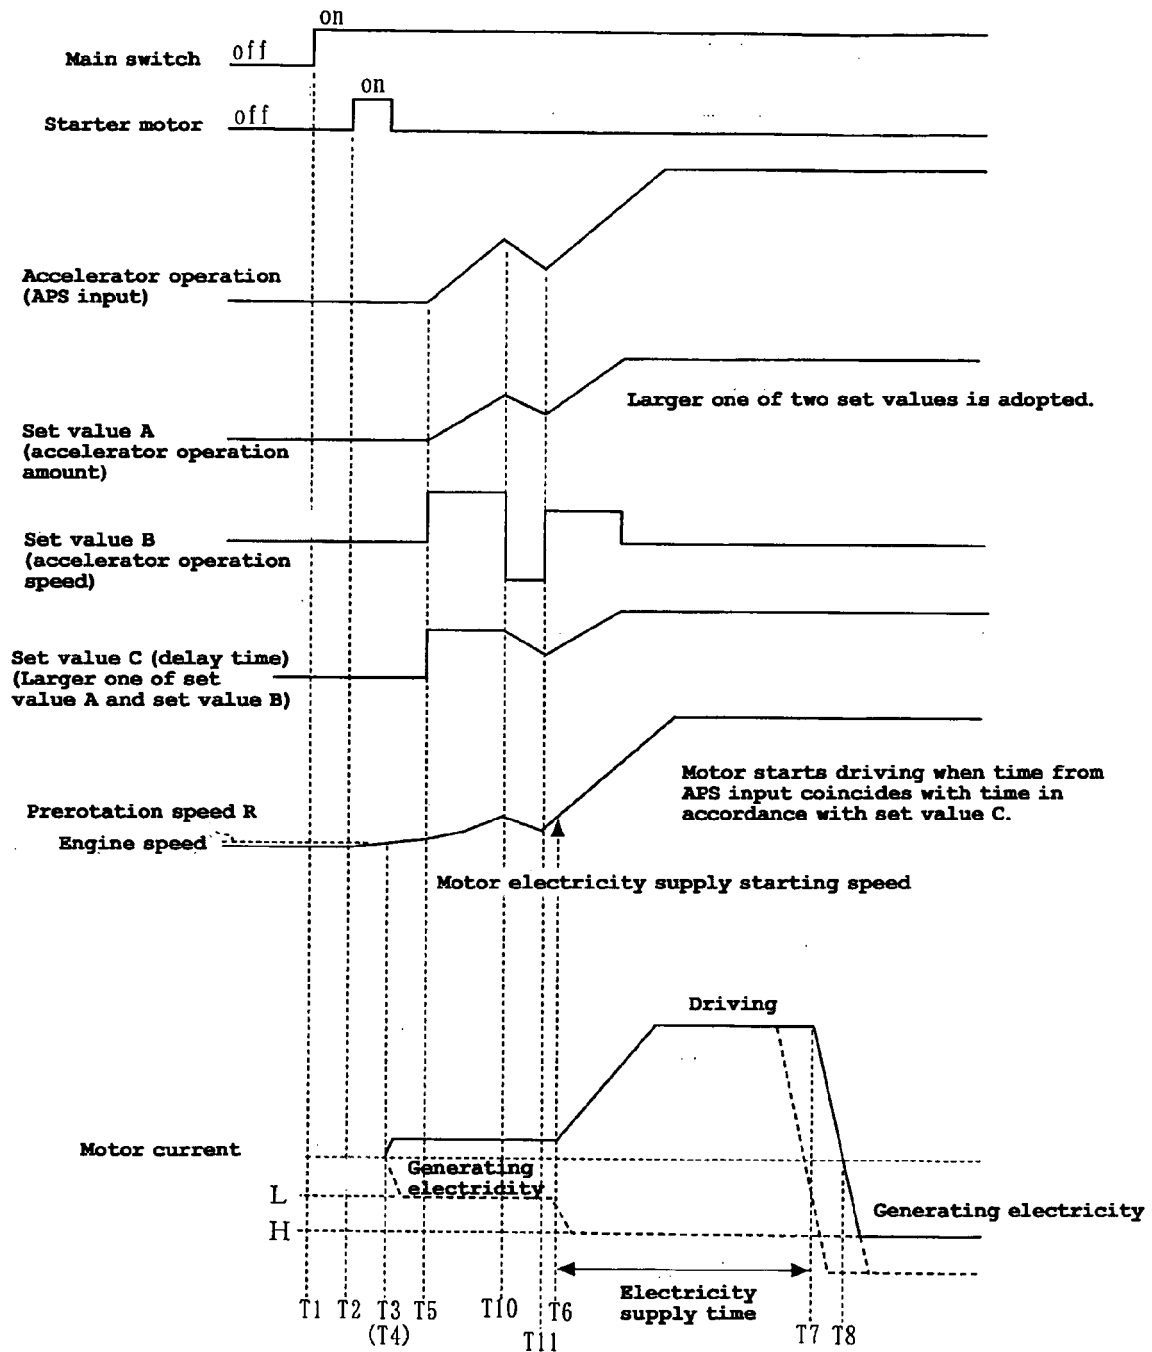 on
Main switch
off
on
Starter motor
off
Accelerator operation
(APS input)
Larger one of two set values is adopted.
Set value A
(accelerator operation
amount)
Set value B
(accelerator operation
speed)
Set value C (delay time)
(Larger one of set
value A and set value B)
Motor starts driving when time from
APS input coincides with time in
accordance with set value C.
Prerotation speed R
Engine speed
Motor electricity supply starting speed
Driving
Motor current
Generating
electridity
L
H
Generating electricity
Electricity
supply time
T1 T2 T3 T5 T10 T6
(T4) T11 T7 T8